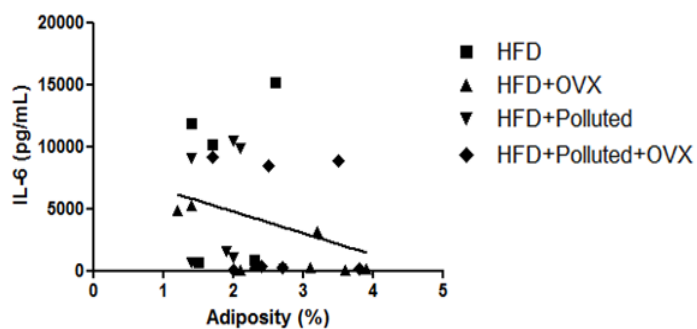 20000
15000
10000
5000
0
IL-6 (pg/mL)
0 1 2 3 4 5
Adiposity (%)
HFD
HFD+OVX
HFD+Polluted
HFD+Polluted+OVX